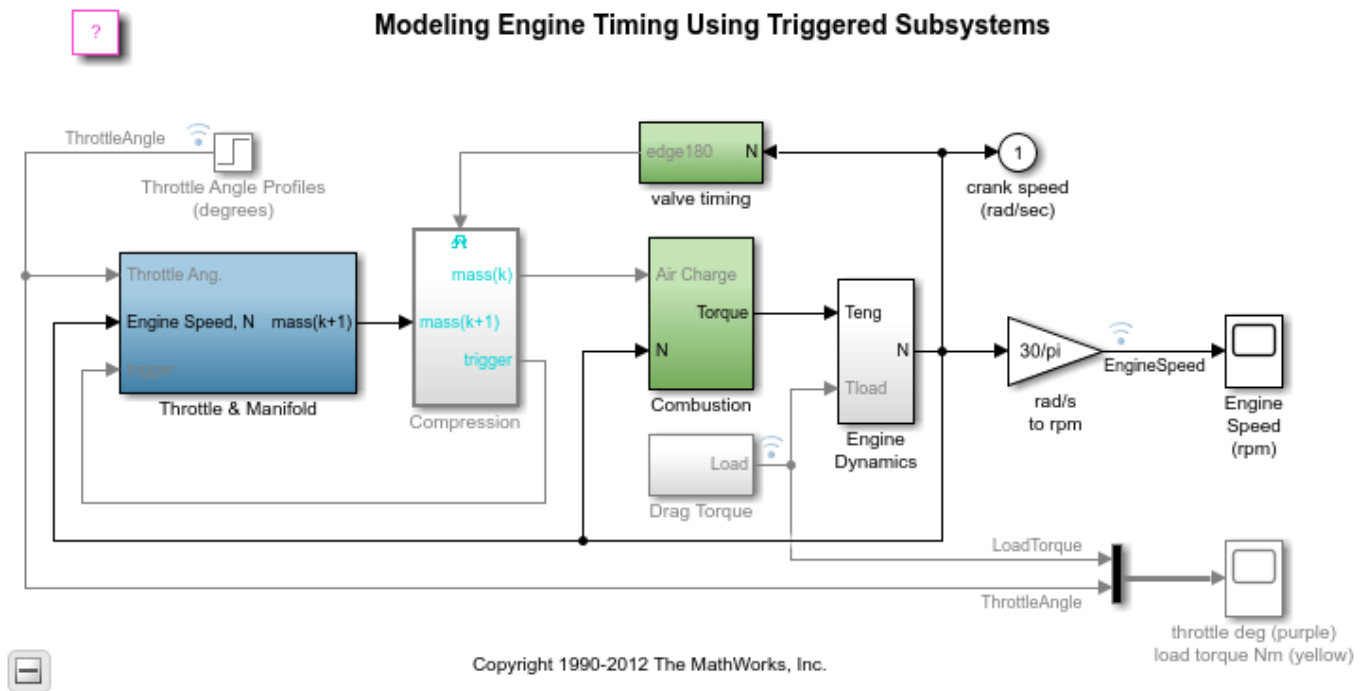 ?
Modeling Engine Timing Using Triggered Subsystems
ThrottleAngle
Throttle Angle Profiles
(degrees)
edge180
N
valve timing
1
crank speed
(rad/sec)
Throttle Ang.
Engine Speed, N
mass(k+1)
trigger
Throttle & Manifold
mass(k)
mass(k+1)
trigger
Compression
Air Charge
Torque
N
Combustion
Load
Drag Torque
Teng
N
Tload
Engine
Dynamics
30/pi
rad/s
to rpm
EngineSpeed
Engine
Speed
(rpm)
LoadTorque
ThrottleAngle
throttle deg (purple)
load torque Nm (yellow)
Copyright 1990-2012 The MathWorks, Inc.